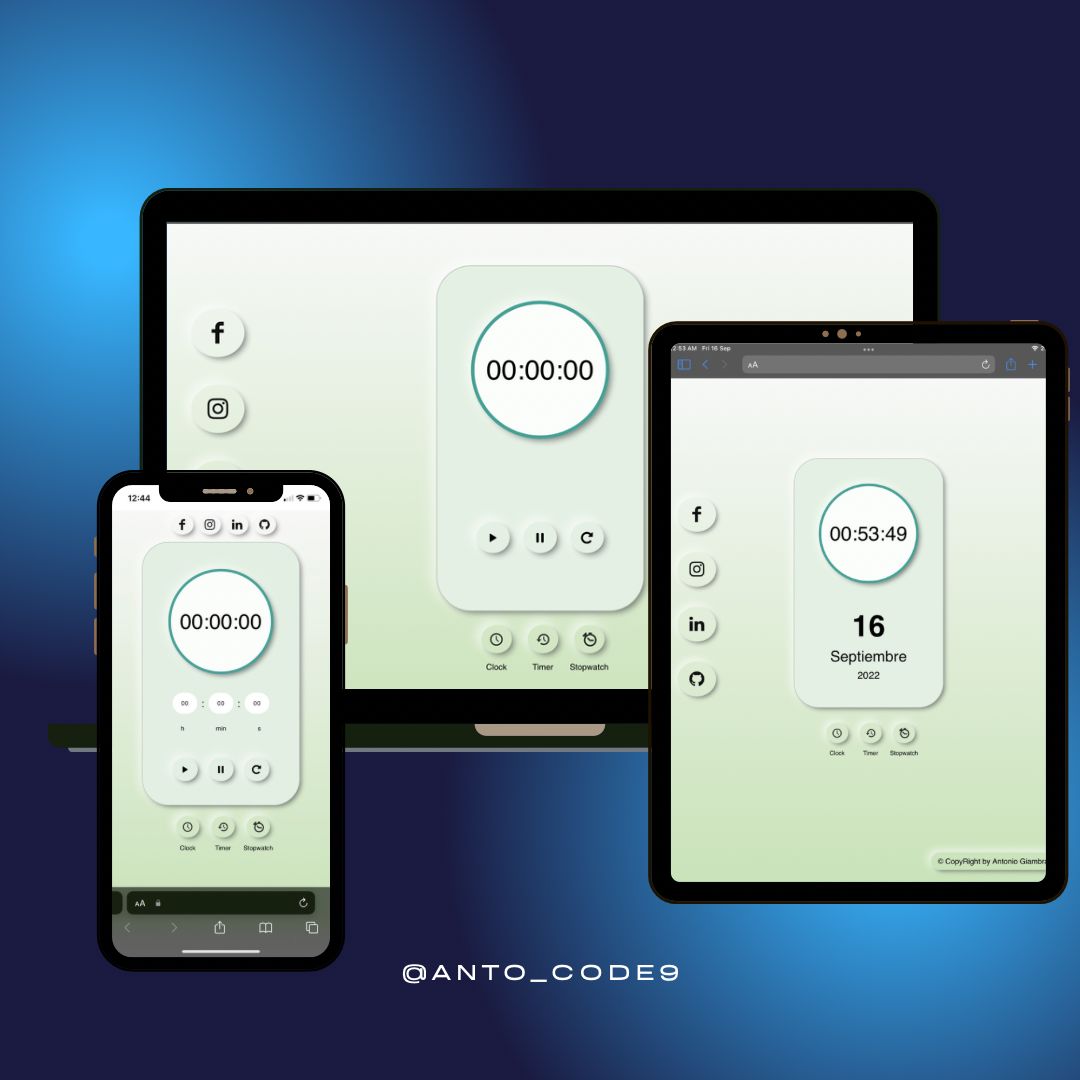 00:00:00
Clock Timer Stopwatch
2:53 AM Fri 16 Sep
AA
00:53:49
16
Septiembre
2022
Clock Timer Stopwatch
© CopyRight by Antonio Giambra
12:44
f in
00:00:00
00 : 00 : 00
h min s
Clock Timer Stopwatch
AA
@ANTO_CODE9